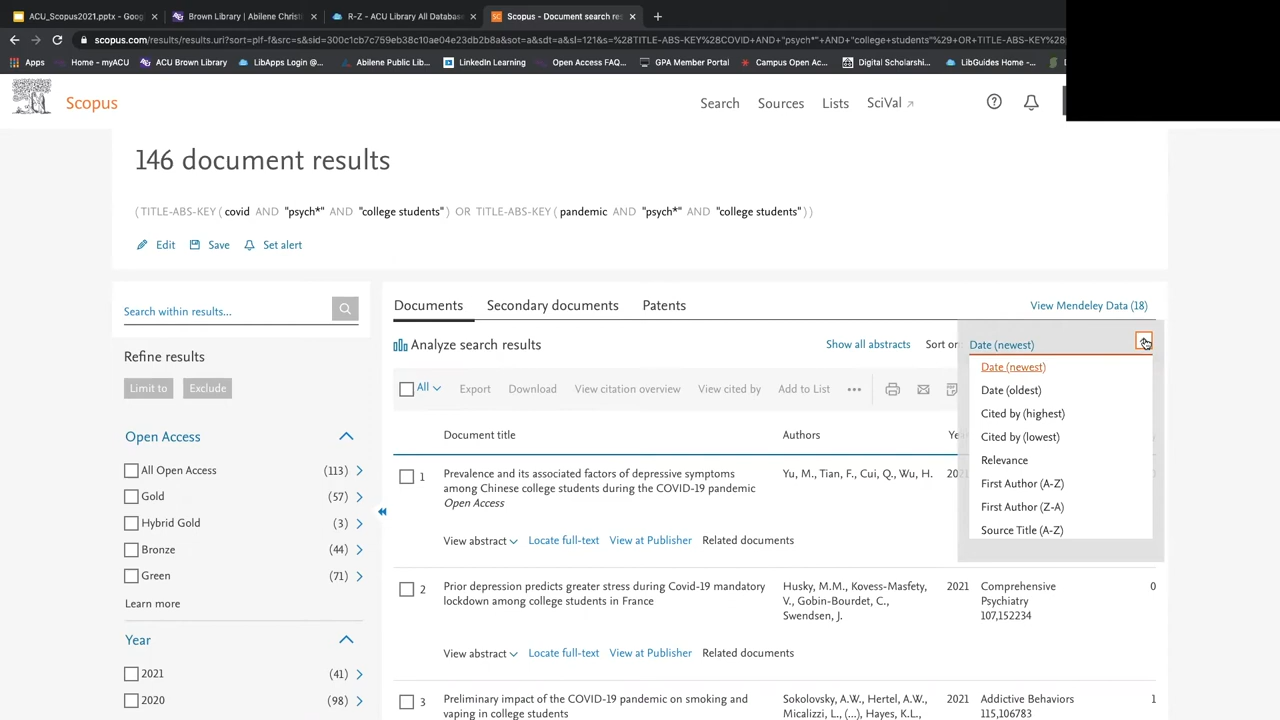 ACU_Scopus2021.pptx - Goog
Brown Library | Abilene Christi
R-Z - ACU Library All Database
Scopus - Document search res
scopus.com/results/results.uri?sort=plf-f&src=s&sid=300c1cb7c759eb38c10ae04e23db2b8a&sot=a&sdt=a&sl=121&s=%28TITLE-ABS-KEY%28COVID+AND+"psych*"+AND+"college+students"%29+OR+TITLE-ABS-KEY%28
Apps
Home - myACU
ACU Brown Library
LibApps Login @...
Abilene Public Lib...
LinkedIn Learning
Open Access FAQ...
GPA Member Portal
Campus Open Ac...
Digital Scholarshi...
LibGuides Home -...
Scopus
Search
Sources
Lists
SciVal
146 document results
( TITLE-ABS-KEY ( covid AND "psych*" AND "college students" ) OR TITLE-ABS-KEY ( pandemic AND "psych*" AND "college students" ) )
Edit
Save
Set alert
Search within results...
Refine results
Limit to
Exclude
Open Access
All Open Access (113)
Gold (57)
Hybrid Gold (3)
Bronze (44)
Green (71)
Learn more
Year
2021 (41)
2020 (98)
Documents
Secondary documents
Patents
View Mendeley Data (18)
Analyze search results
Show all abstracts
Sort on
Date (newest)
Date (newest)
Date (oldest)
Cited by (highest)
Cited by (lowest)
Relevance
First Author (A-Z)
First Author (Z-A)
Source Title (A-Z)
All
Export
Download
View citation overview
View cited by
Add to List
Document title
Authors
1
Prevalence and its associated factors of depressive symptoms
among Chinese college students during the COVID-19 pandemic
Open Access
Yu, M., Tian, F., Cui, Q., Wu, H.
View abstract
Locate full-text
View at Publisher
Related documents
2
Prior depression predicts greater stress during Covid-19 mandatory
lockdown among college students in France
Husky, M.M., Kovess-Masfety,
V., Gobin-Bourdet, C.,
Swendsen, J.
2021
Comprehensive
Psychiatry
107,152234
0
View abstract
Locate full-text
View at Publisher
Related documents
3
Preliminary impact of the COVID-19 pandemic on smoking and
vaping in college students
Sokolovsky, A.W., Hertel, A.W.,
Micalizzi, L., (...), Hayes, K.L.,
2021
Addictive Behaviors
115,106783
1